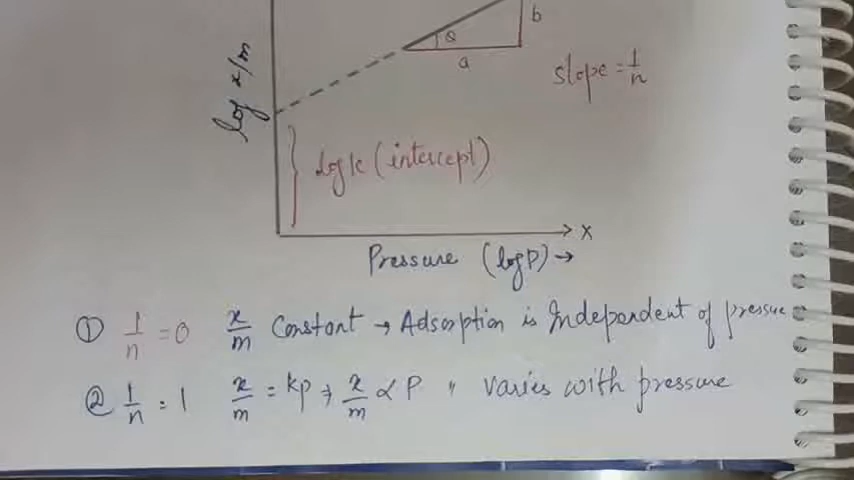 b
θ
a
slope = 1/n
log x/m
log k (intercept)
X
Pressure (log P) →
① 1/n = 0 x/m Constant → Adsorption is Independent of pressure
② 1/n = 1 x/m = kp → x/m ∝ P " varies with pressure